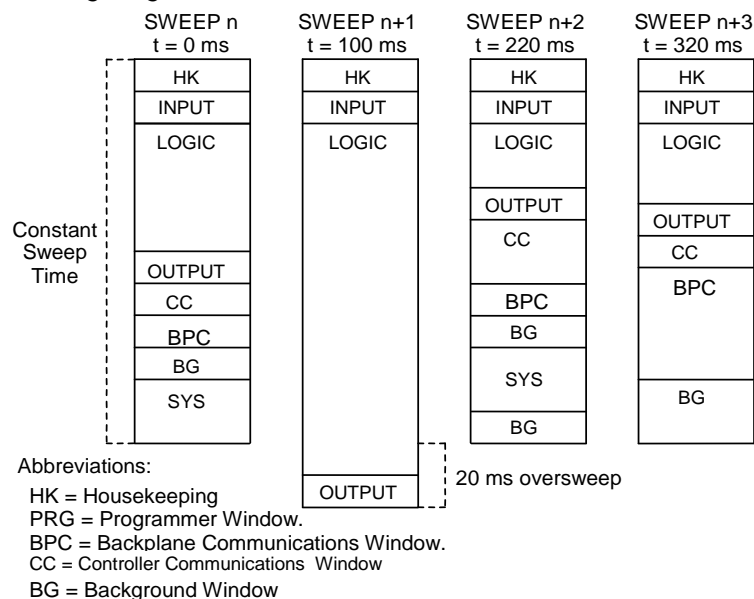 SWEEP n SWEEP n+1 SWEEP n+2 SWEEP n+3
t = 0 ms t = 100 ms t = 220 ms t = 320 ms
HK HK HK HK
INPUT INPUT INPUT INPUT
LOGIC LOGIC LOGIC LOGIC
OUTPUT
OUTPUT
Constant
Sweep
Time
CC
CC
OUTPUT
CC
BPC
BPC
BPC
BG
BG
SYS
SYS
BG
BG
Abbreviations:
20 ms oversweep
HK = Housekeeping
OUTPUT
PRG = Programmer Window.
BPC = Backplane Communications Window.
CC = Controller Communications Window
BG = Background Window